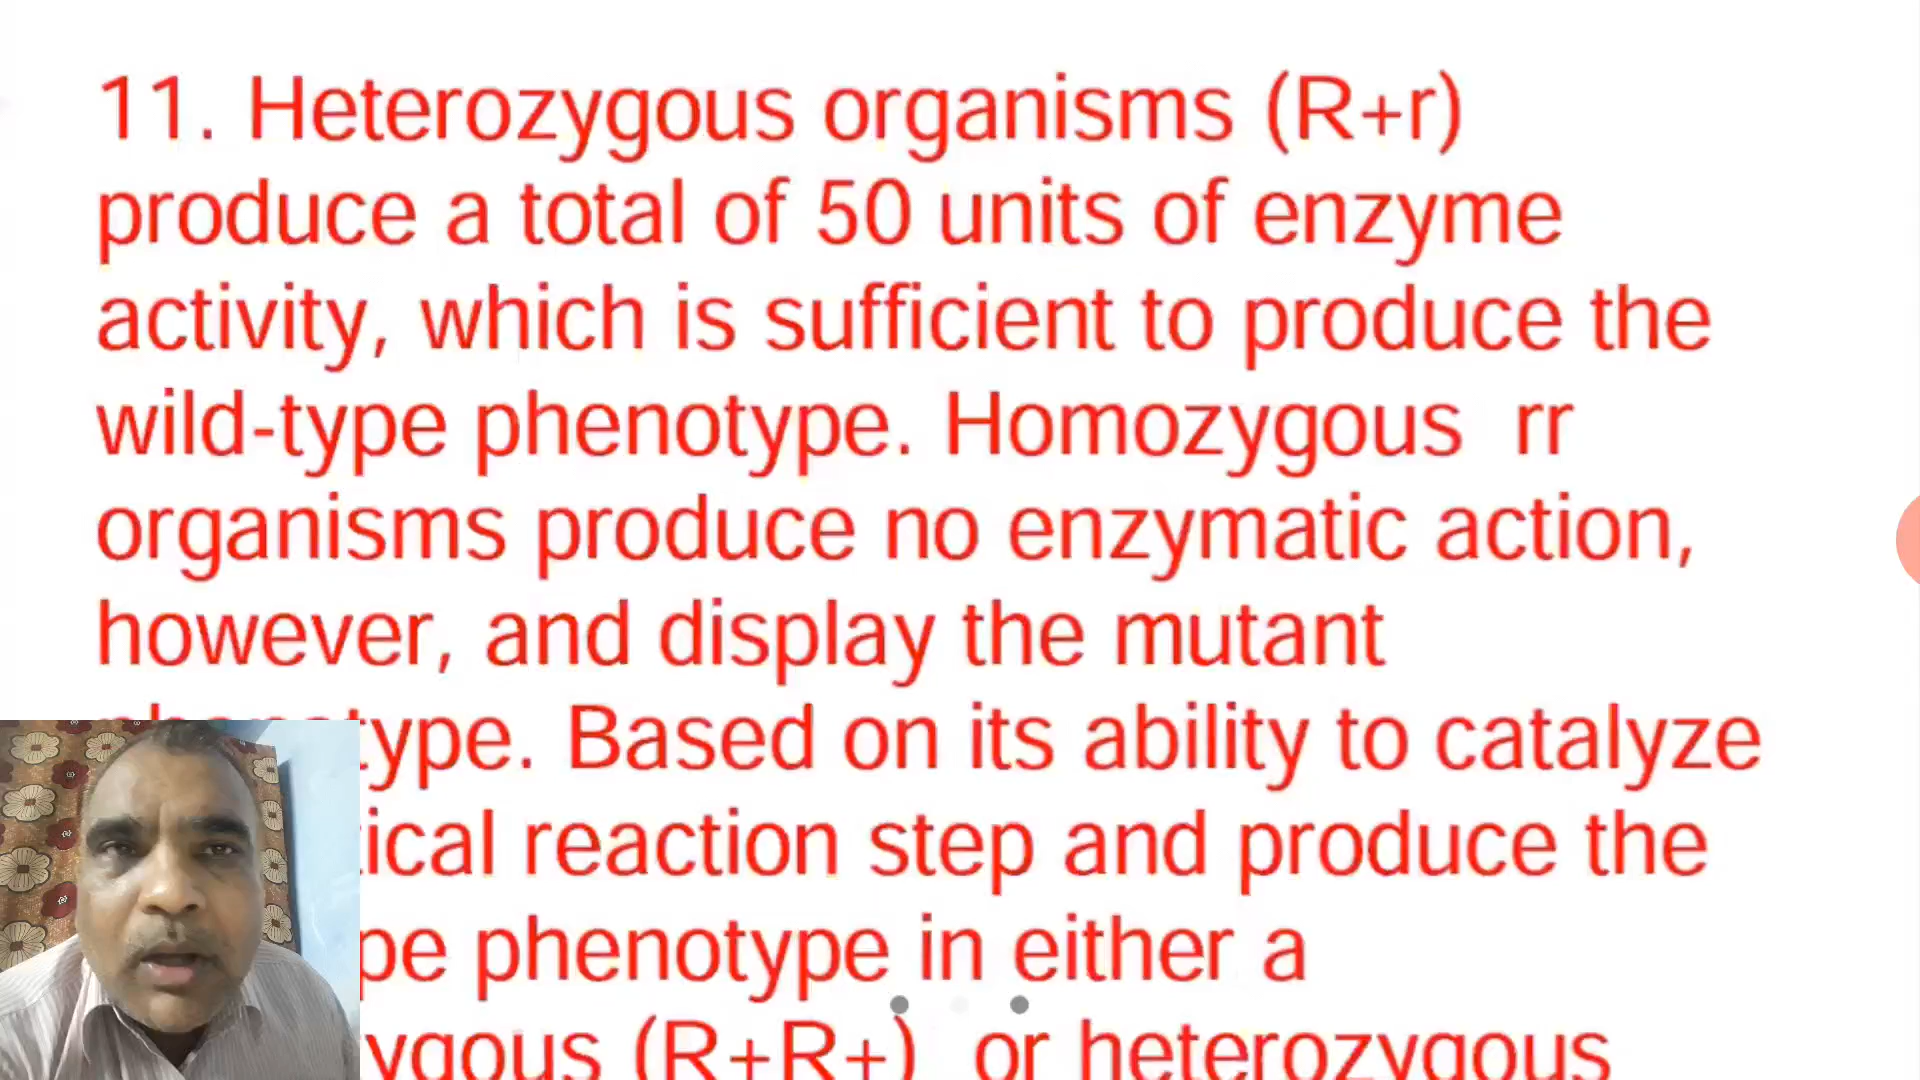 11. Heterozygous organisms (R+r)
produce a total of 50 units of enzyme
activity, which is sufficient to produce the
wild-type phenotype. Homozygous rr
organisms produce no enzymatic action,
however, and display the mutant
type. Based on its ability to catalyze
ical reaction step and produce the
pe phenotype in either a
ygous (R+R+) or heterozygous